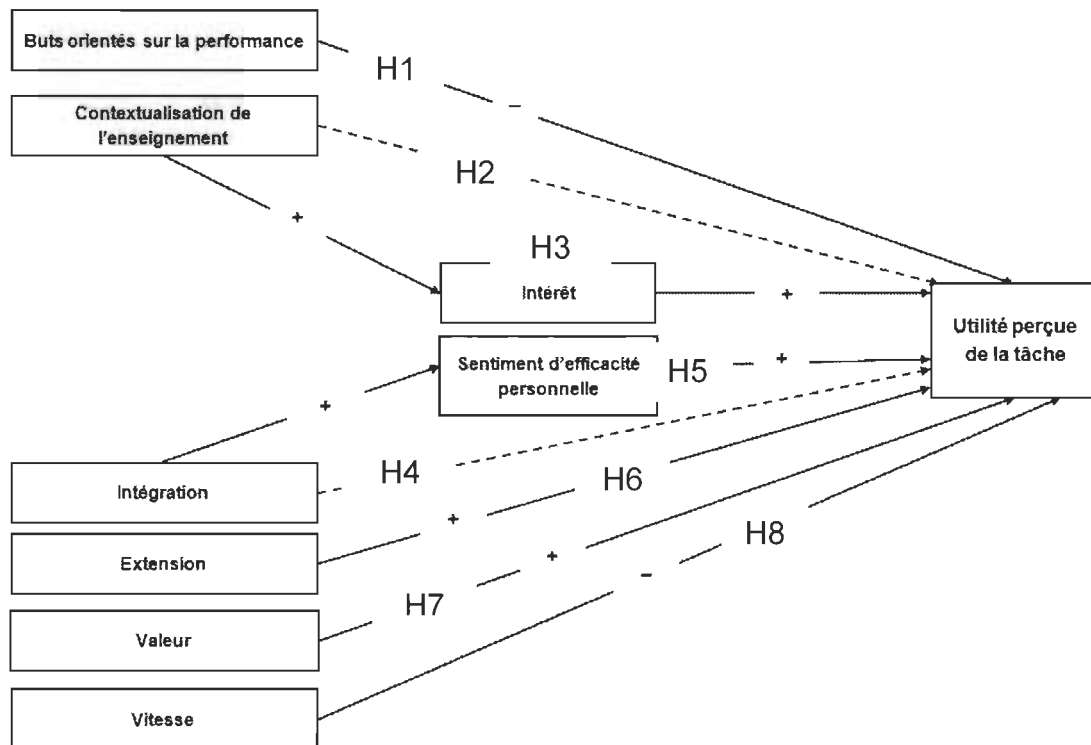 Buts orientés sur la performance
H1
−
Contextualisation de
l'enseignement
H2
+
H3
Intérêt
+
Utilité perçue
de la tâche
Sentiment d'efficacité
personnelle
H5
+
+
Intégration
H4
H6
+
Extension
H8
+
H7
−
Valeur
Vitesse